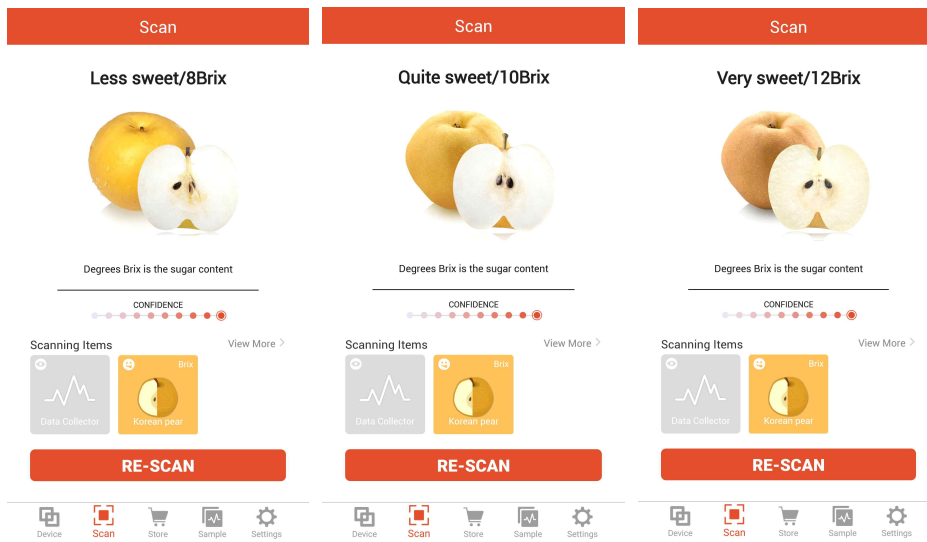 Scan
Less sweet/8Brix
Degrees Brix is the sugar content
CONFIDENCE
Scanning Items
View More
Data Collector
Brix
Korean pear
RE-SCAN
Device
Scan
Store
Sample
Settings
Scan
Quite sweet/10Brix
Degrees Brix is the sugar content
CONFIDENCE
Scanning Items
View More
Data Collector
Brix
Korean pear
RE-SCAN
Device
Scan
Store
Sample
Settings
Scan
Very sweet/12Brix
Degrees Brix is the sugar content
CONFIDENCE
Scanning Items
View More
Data Collector
Brix
Korean pear
RE-SCAN
Device
Scan
Store
Sample
Settings